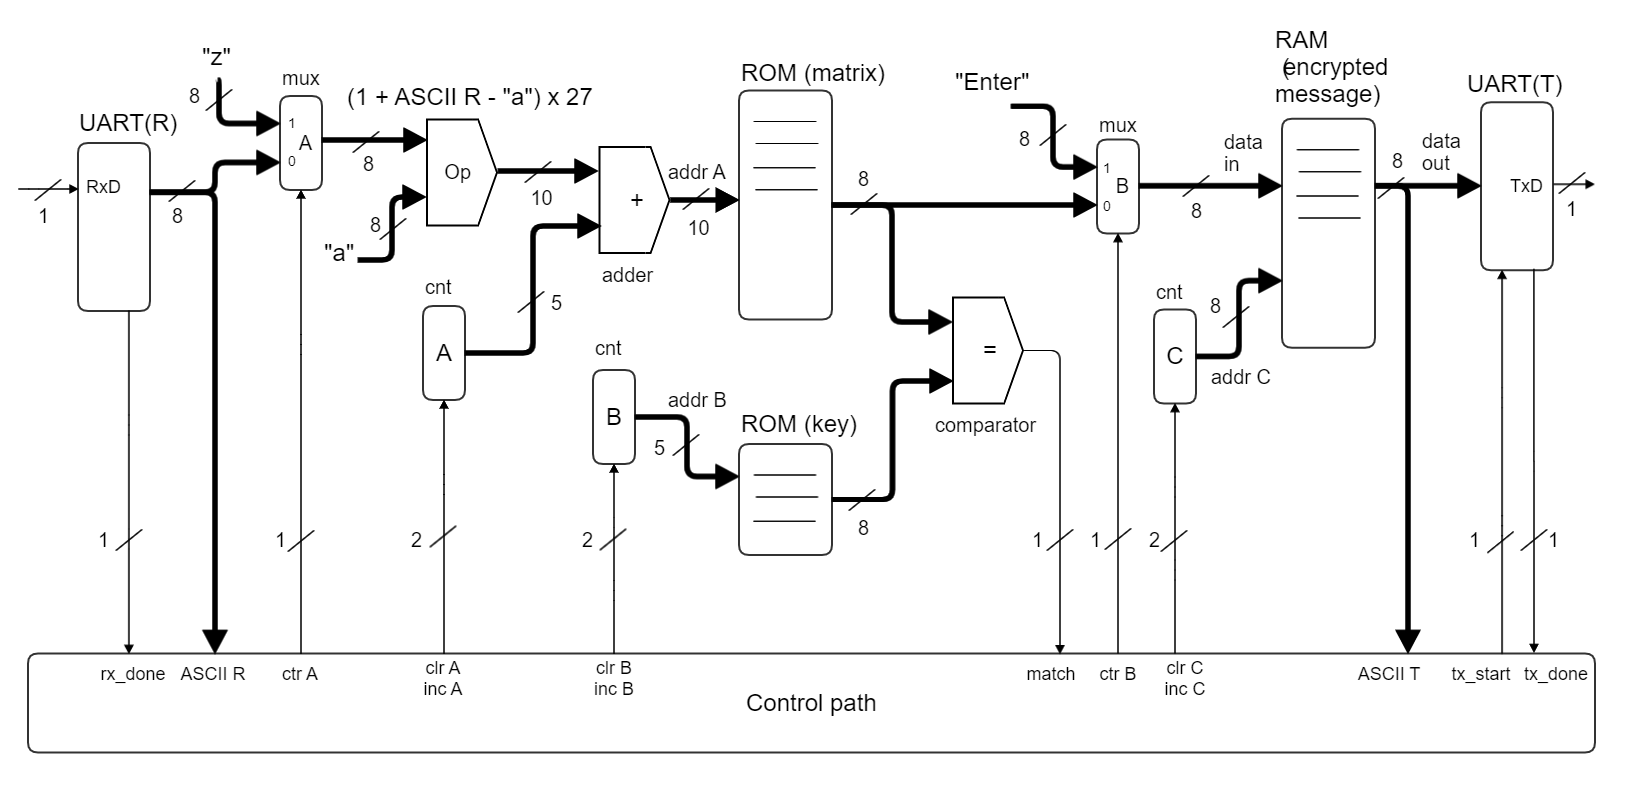 RAM
(encrypted
message)
"z"
8
mux
(1 + ASCII R - "a") x 27
ROM (matrix)
"Enter"
UART(T)
UART(R)
RxD
1
8
1
0
A
8
"a"
8
Op
10
+
adder
addr A
10
8
8
mux
1
0
B
8
data
in
8
data
out
TxD
1
cnt
A
5
cnt
B
addr B
5
ROM (key)
8
=
comparator
cnt
C
8
addr C
1
1
2
2
1
1
2
1
1
rx_done
ASCII R
ctr A
clr A
inc A
clr B
inc B
match
ctr B
clr C
inc C
ASCII T
tx_start
tx_done
Control path